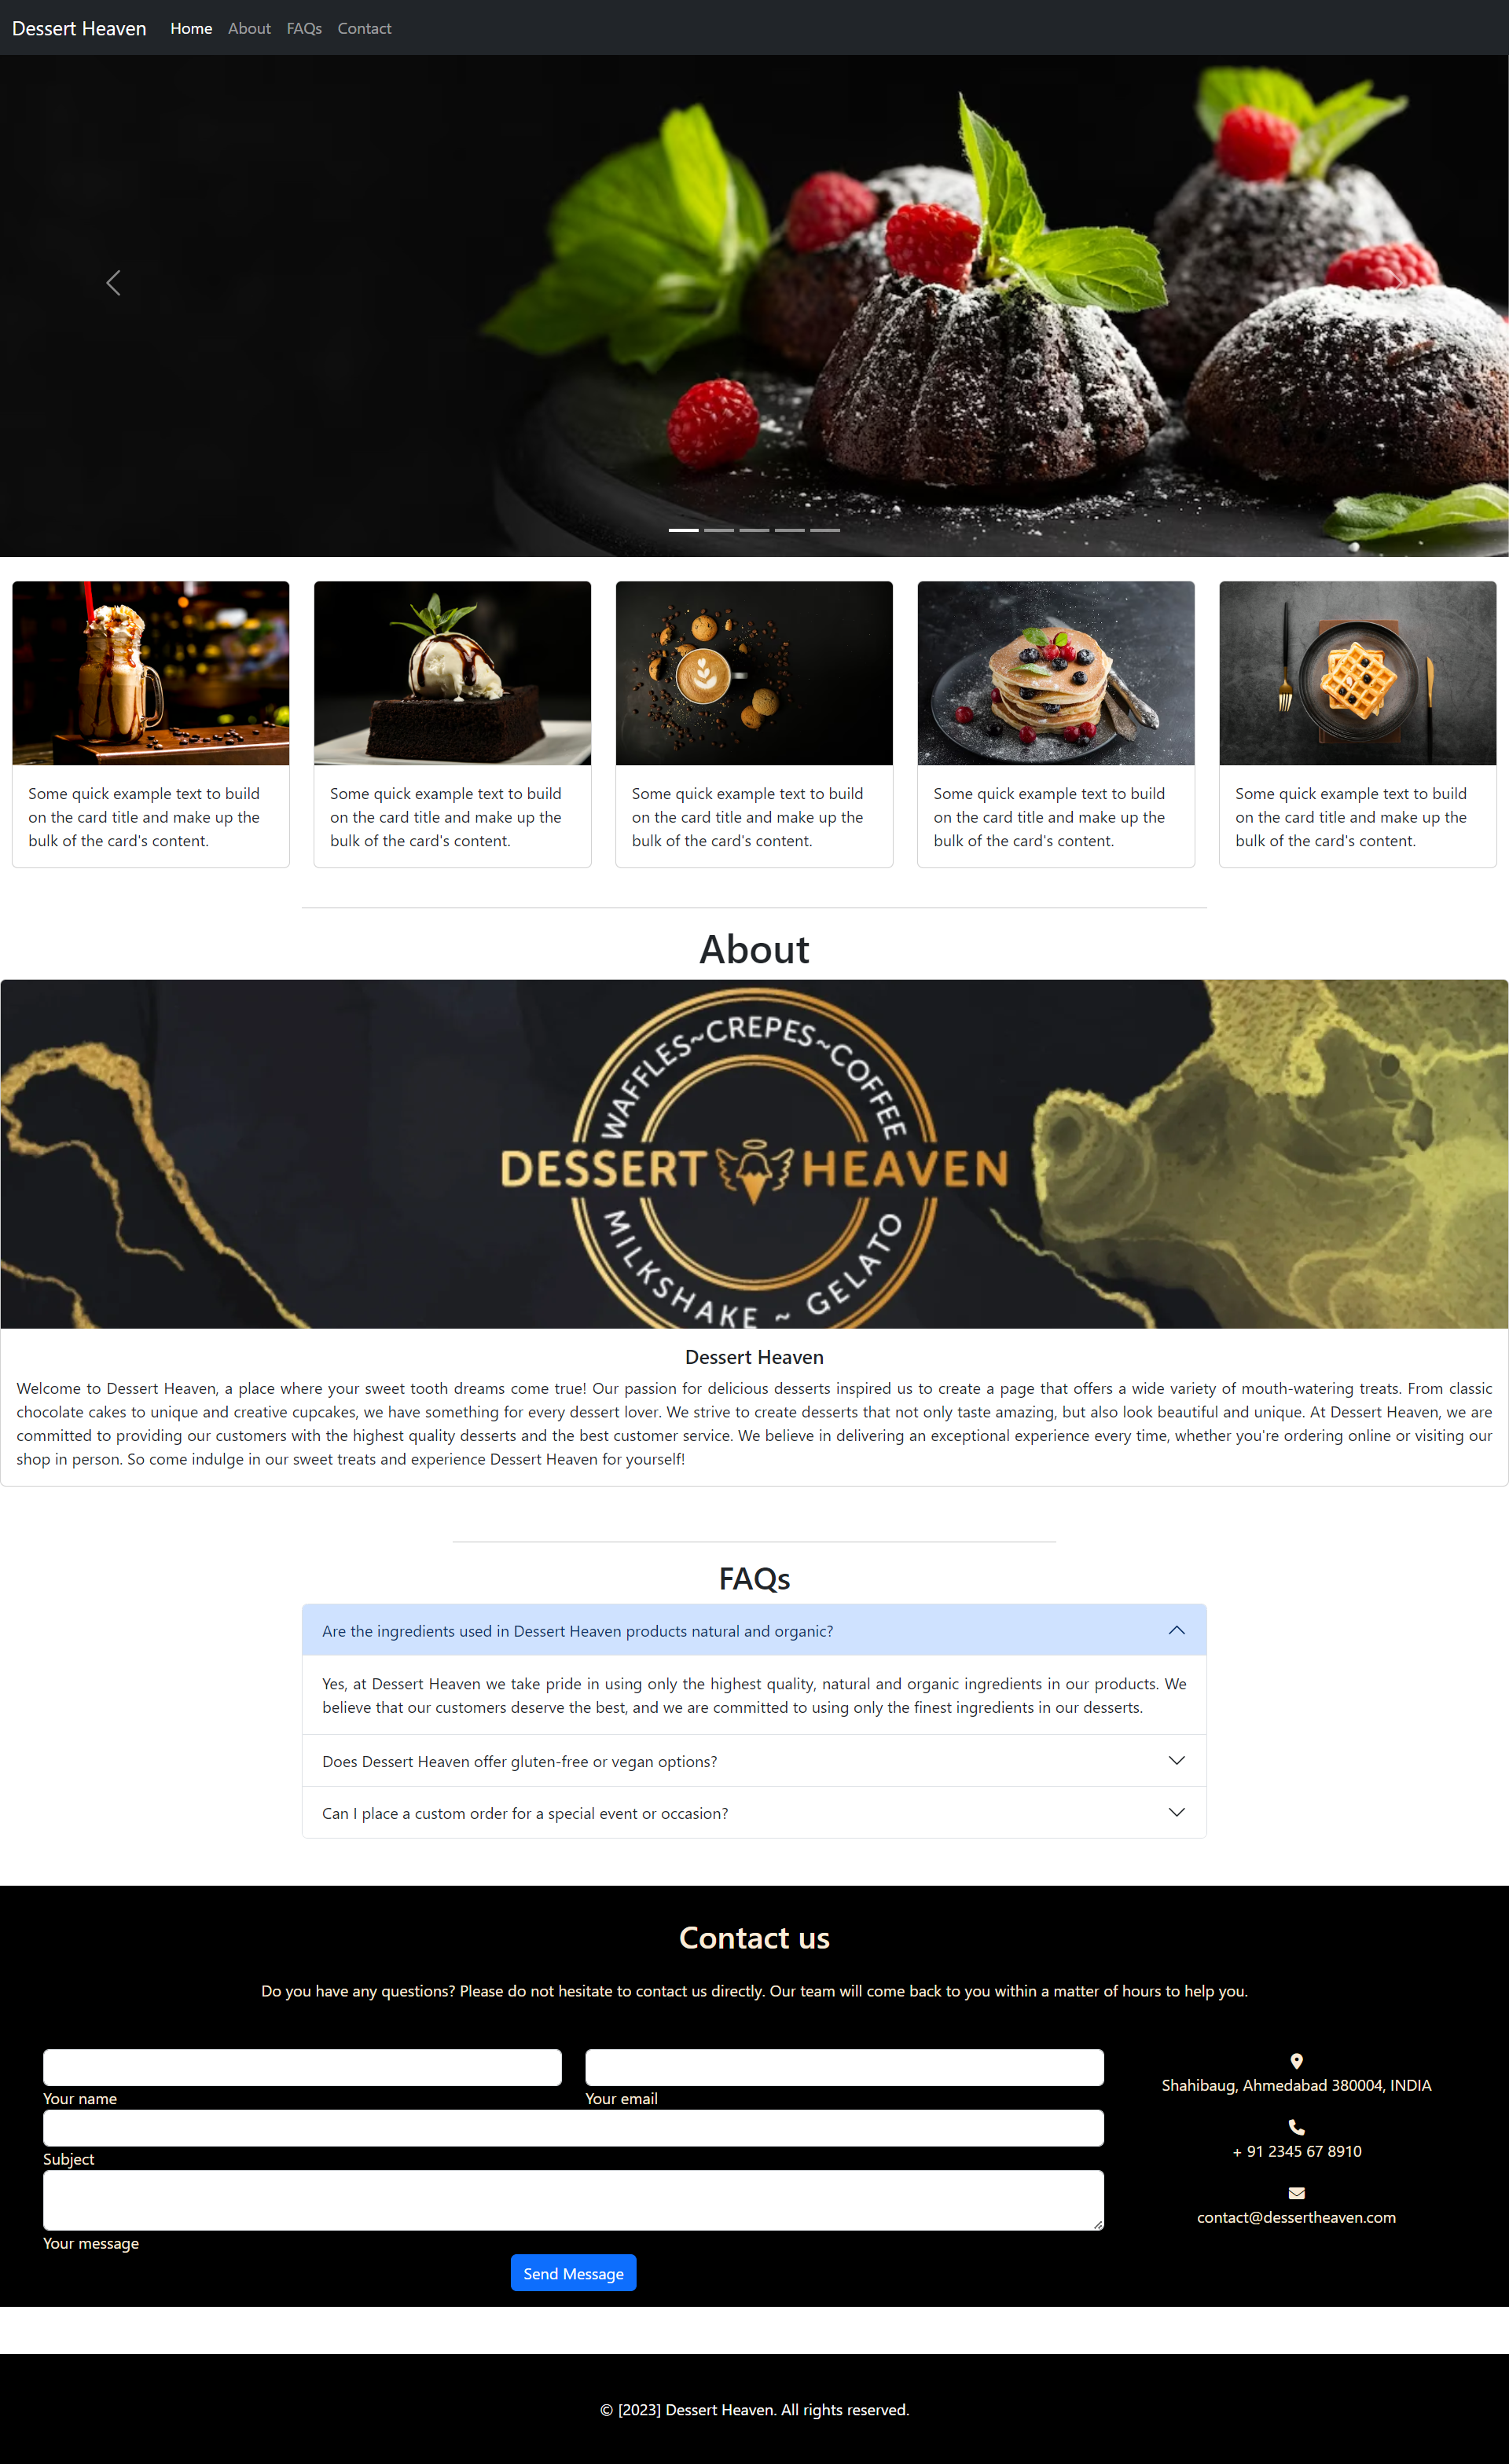 Dessert Heaven Home About FAQs Contact
Some quick example text to build
on the card title and make up the
bulk of the card's content.
Some quick example text to build
on the card title and make up the
bulk of the card's content.
Some quick example text to build
on the card title and make up the
bulk of the card's content.
Some quick example text to build
on the card title and make up the
bulk of the card's content.
Some quick example text to build
on the card title and make up the
bulk of the card's content.
About
WAFFLES~CREPES~COFFEE
DESSERT HEAVEN
MILKSHAKE ~ GELATO
Dessert Heaven
Welcome to Dessert Heaven, a place where your sweet tooth dreams come true! Our passion for delicious desserts inspired us to create a page that offers a wide variety of mouth-watering treats. From classic
chocolate cakes to unique and creative cupcakes, we have something for every dessert lover. We strive to create desserts that not only taste amazing, but also look beautiful and unique. At Dessert Heaven, we are
committed to providing our customers with the highest quality desserts and the best customer service. We believe in delivering an exceptional experience every time, whether you're ordering online or visiting our
shop in person. So come indulge in our sweet treats and experience Dessert Heaven for yourself!
FAQs
Are the ingredients used in Dessert Heaven products natural and organic?
Yes, at Dessert Heaven we take pride in using only the highest quality, natural and organic ingredients in our products. We
believe that our customers deserve the best, and we are committed to using only the finest ingredients in our desserts.
Does Dessert Heaven offer gluten-free or vegan options?
Can I place a custom order for a special event or occasion?
Contact us
Do you have any questions? Please do not hesitate to contact us directly. Our team will come back to you within a matter of hours to help you.
Your name
Your email
Subject
Your message
Send Message
Shahibaug, Ahmedabad 380004, INDIA
+ 91 2345 67 8910
contact@dessertheaven.com
© [2023] Dessert Heaven. All rights reserved.